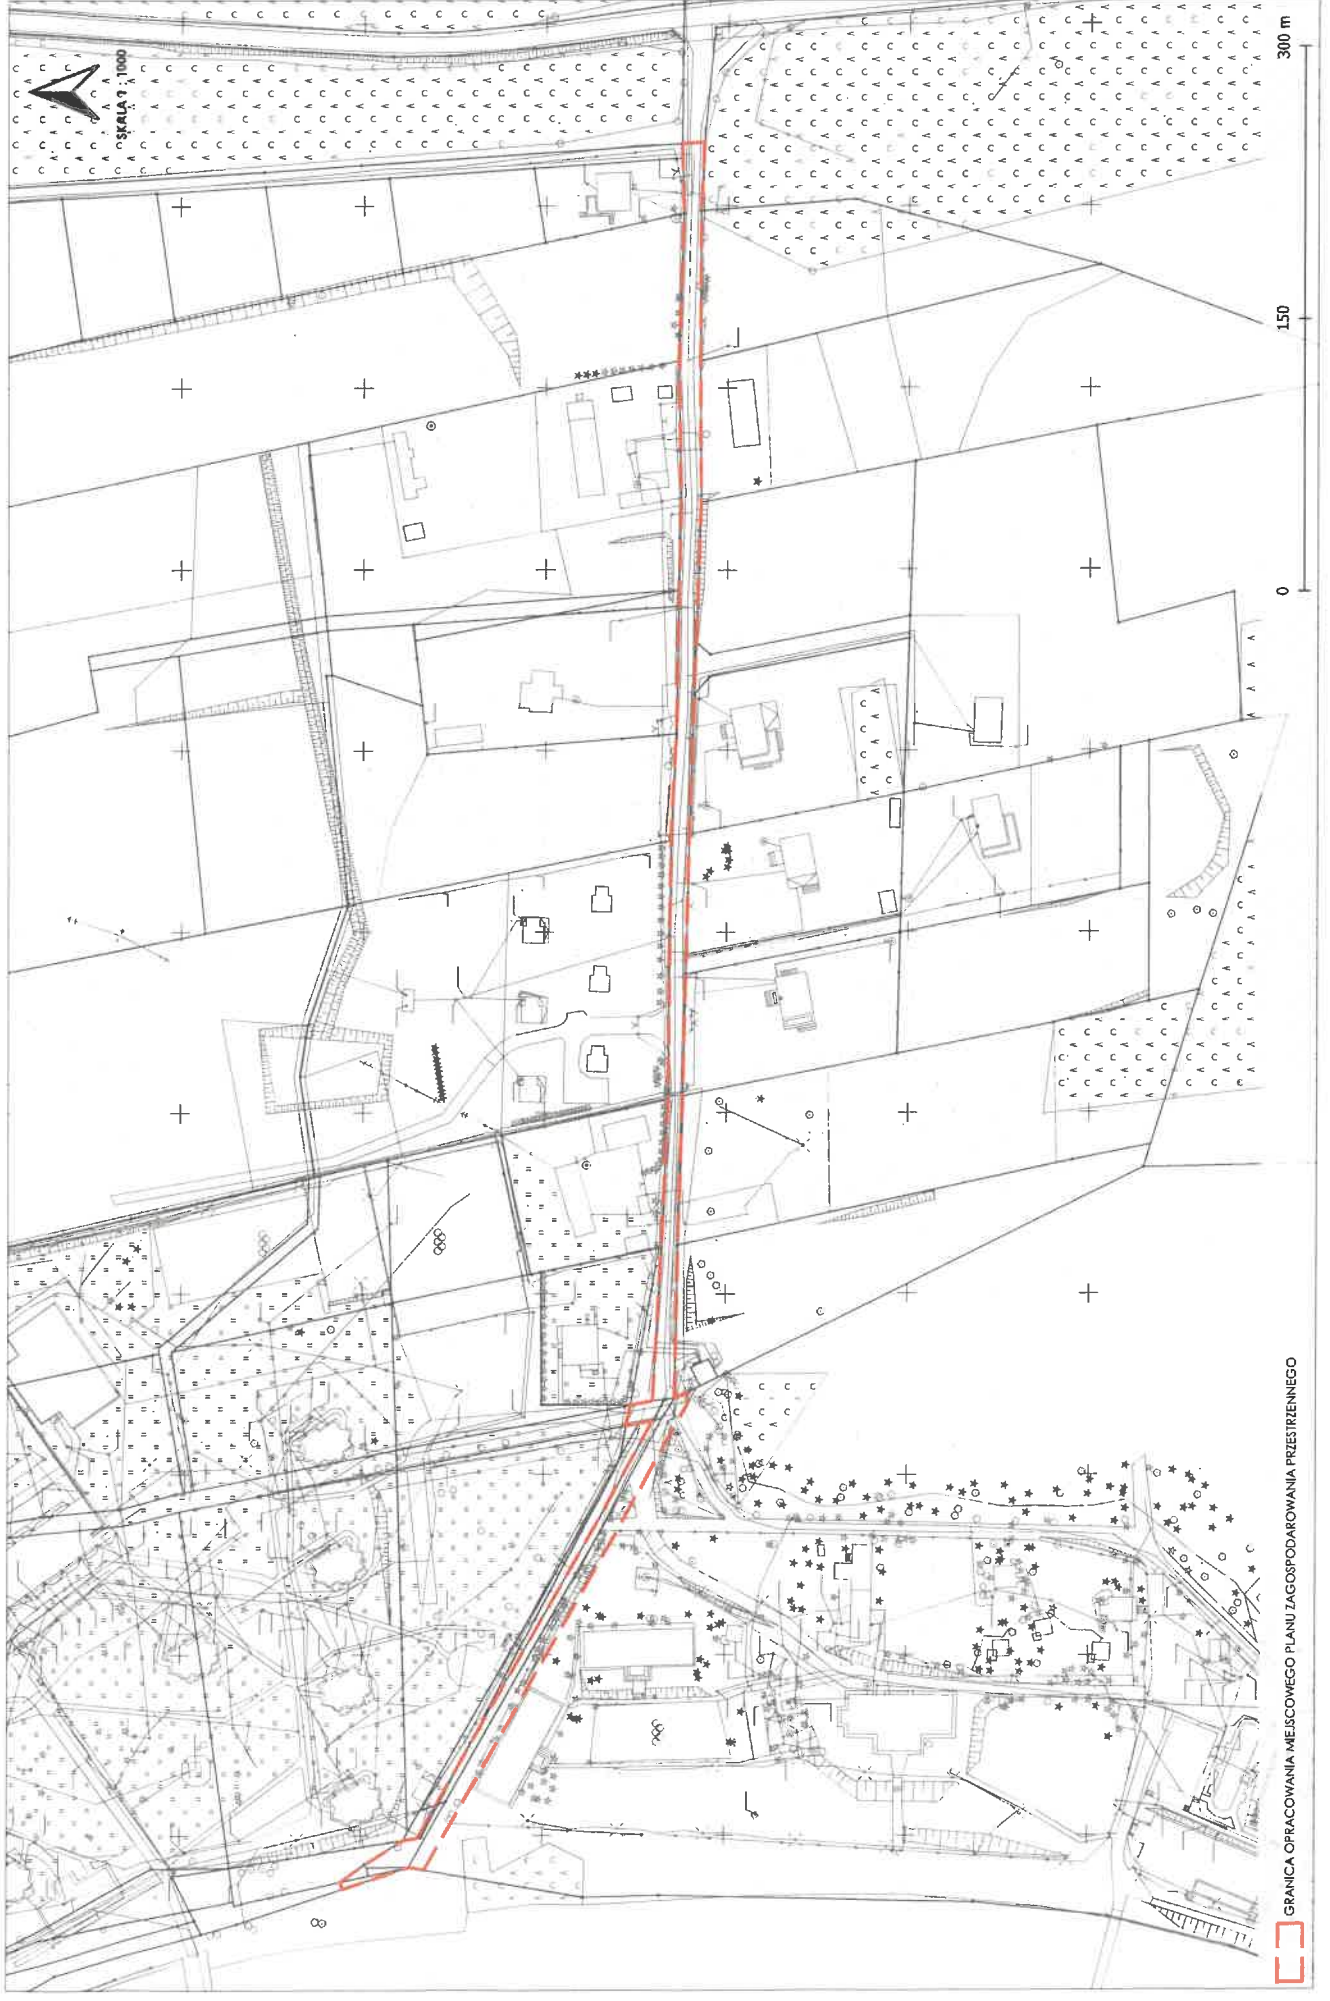 SKALA 1 : 1000
300 m
150
0
GRANICA OPRACOWANIA MIEJSCOWEGO PLANU ZAGOSPODAROWANIA PRZESTRZENNEGO